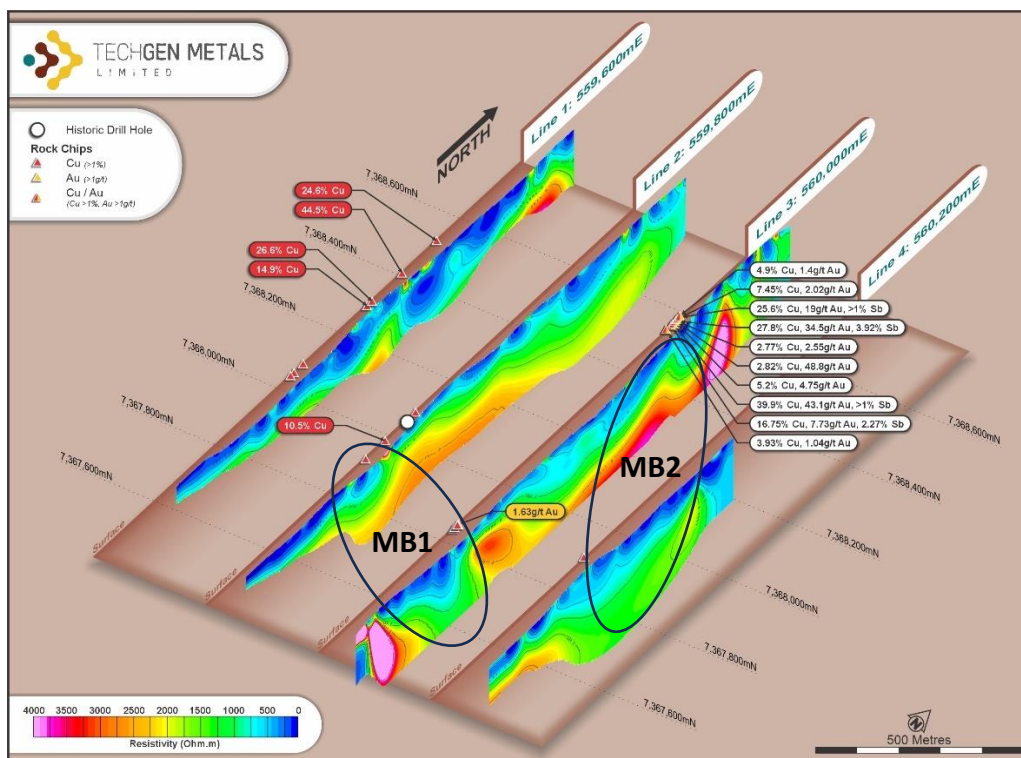 TECHGEN METALS
LIMITED
Historic Drill Hole
Rock Chips
Cu (>1%)
Au (>1g/t)
Cu / Au
(Cu >1%, Au >1g/t)
NORTH
Line 1: 559,600mE
Line 2: 559,800mE
Line 3: 560,000mE
Line 4: 560,200mE
7,368,600mN
7,368,400mN
7,368,200mN
7,368,000mN
7,367,800mN
7,367,600mN
24.6% Cu
44.5% Cu
26.6% Cu
14.9% Cu
10.5% Cu
4.9% Cu, 1.4g/t Au
7.45% Cu, 2.02g/t Au
25.6% Cu, 19g/t Au, >1% Sb
27.8% Cu, 34.5g/t Au, 3.92% Sb
2.77% Cu, 2.55g/t Au
2.82% Cu, 48.8g/t Au
5.2% Cu, 4.75g/t Au
39.9% Cu, 43.1g/t Au, >1% Sb
16.75% Cu, 7.73g/t Au, 2.27% Sb
3.93% Cu, 1.04g/t Au
1.63g/t Au
MB1
MB2
7,368,600mN
7,368,400mN
7,368,200mN
7,368,000mN
7,367,800mN
7,367,600mN
Surface
Surface
Surface
Surface
4000 3500 3000 2500 2000 1500 1000 500 0
Resistivity (Ohm.m)
500 Metres